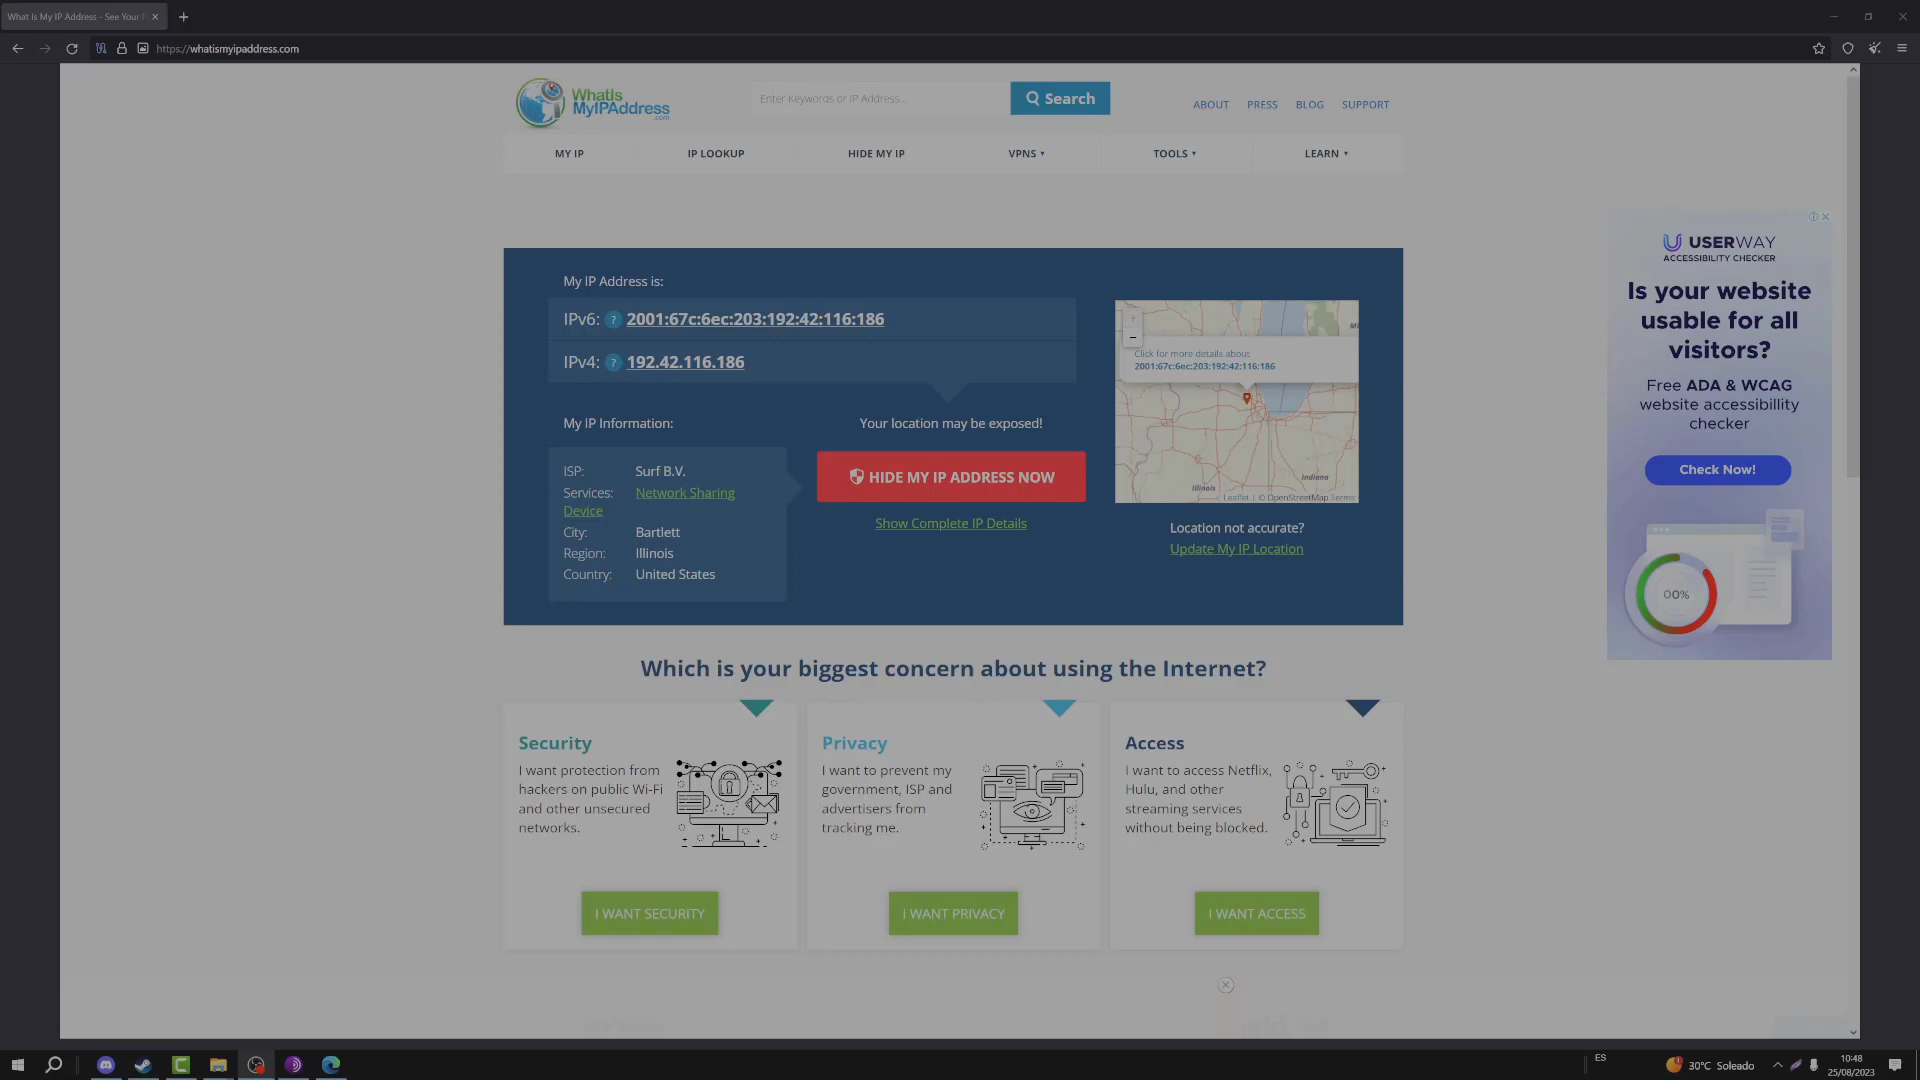 What Is My IP Address - See Your
https://whatismyipaddress.com
WhatIs
MyIPAddress
.com
Enter Keywords or IP Address...
Search
ABOUT
PRESS
BLOG
SUPPORT
MY IP
IP LOOKUP
HIDE MY IP
VPNS
TOOLS
LEARN
My IP Address is:
IPv6: ? 2001:67c:6ec:203:192:42:116:186
IPv4: ? 192.42.116.186
My IP Information:
ISP: Surf B.V.
Services: Network Sharing
Device
City: Bartlett
Region: Illinois
Country: United States
Your location may be exposed!
HIDE MY IP ADDRESS NOW
Show Complete IP Details
+
−
Click for more details about
2001:67c:6ec:203:192:42:116:186
Indiana
Illinois
Leaflet | © OpenStreetMap Terms
Location not accurate?
Update My IP Location
USERWAY
ACCESSIBILITY CHECKER
Is your website
usable for all
visitors?
Free ADA & WCAG
website accessibillity
checker
Check Now!
00%
Which is your biggest concern about using the Internet?
Security
I want protection from
hackers on public Wi-Fi
and other unsecured
networks.
I WANT SECURITY
Privacy
I want to prevent my
government, ISP and
advertisers from
tracking me.
I WANT PRIVACY
Access
I want to access Netflix,
Hulu, and other
streaming services
without being blocked.
I WANT ACCESS
ES
30°C Soleado
10:48
25/08/2023